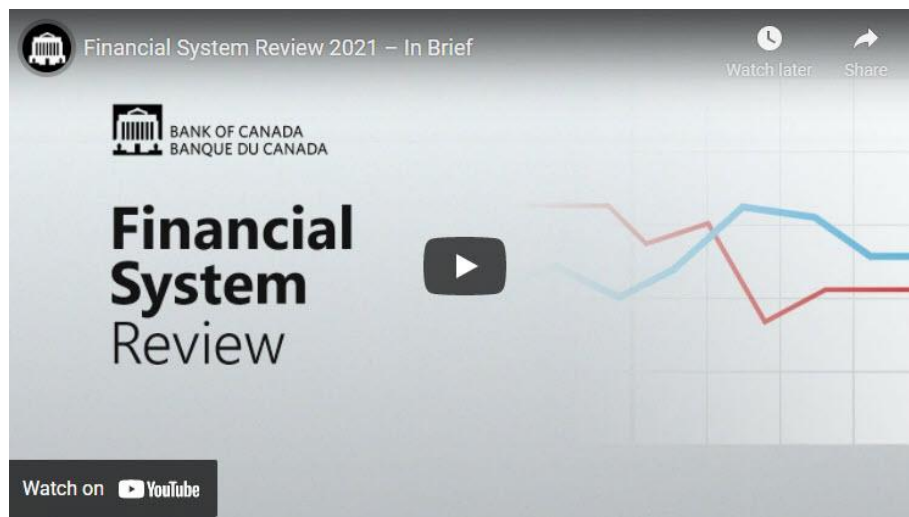 Financial System Review 2021 – In Brief
Watch later
Share
BANK OF CANADA
BANQUE DU CANADA
Financial
System
Review
Watch on YouTube